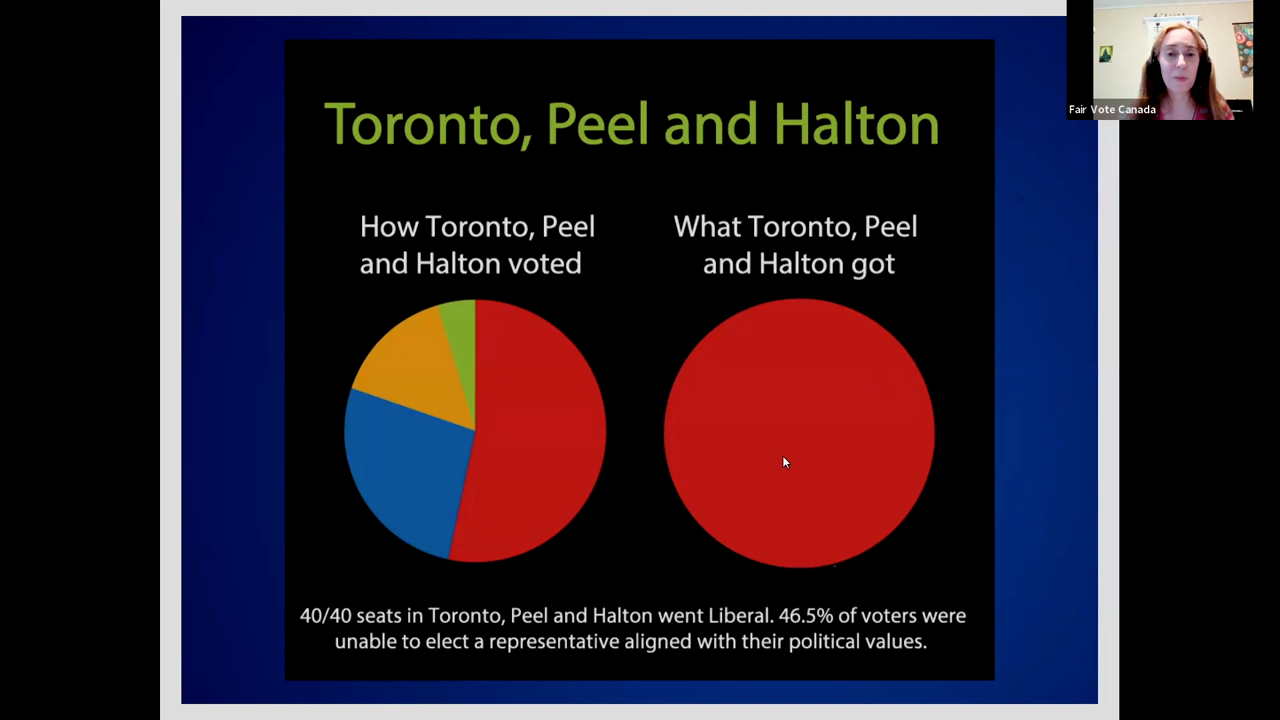 Toronto, Peel and Halton
How Toronto, Peel
and Halton voted
What Toronto, Peel
and Halton got
40/40 seats in Toronto, Peel and Halton went Liberal. 46.5% of voters were
unable to elect a representative aligned with their political values.
Fair Vote Canada